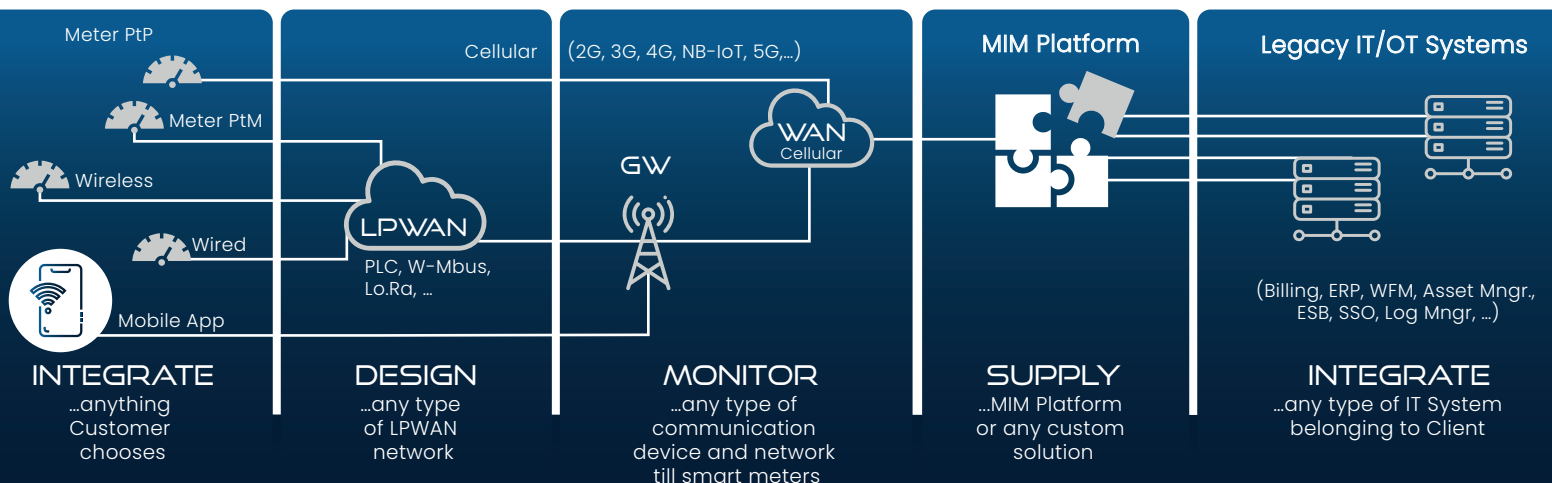 Meter PtP
Meter PtM
Wireless
Wired
Mobile App
INTEGRATE
...anything
Customer
chooses
Cellular
LPWAN
PLC, W-Mbus,
Lo.Ra, ...
DESIGN
...any type
of LPWAN
network
(2G, 3G, 4G, NB-IoT, 5G,...)
WAN
Cellular
GW
MONITOR
...any type of
communication
device and network
till smart meters
MIM Platform
SUPPLY
...MIM Platform
or any custom
solution
Legacy IT/OT Systems
(Billing, ERP, WFM, Asset Mngr.,
ESB, SSO, Log Mngr, ...)
INTEGRATE
...any type of IT System
belonging to Client